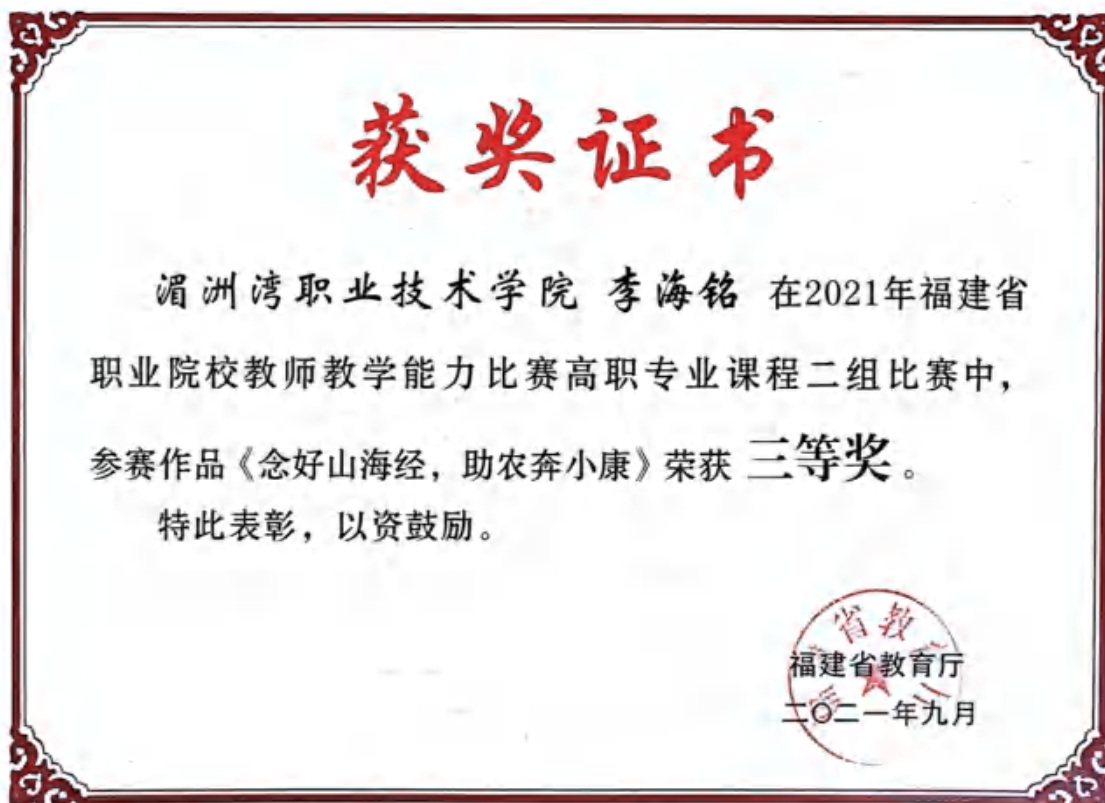 获奖证书
湄洲湾职业技术学院 李海铭 在2021年福建省
职业院校教师教学能力比赛高职专业课程二组比赛中，
参赛作品《念好山海经，助农奔小康》荣获 三等奖 。
特此表彰，以资鼓励。
省教
福建省教育厅
二〇二一年九月